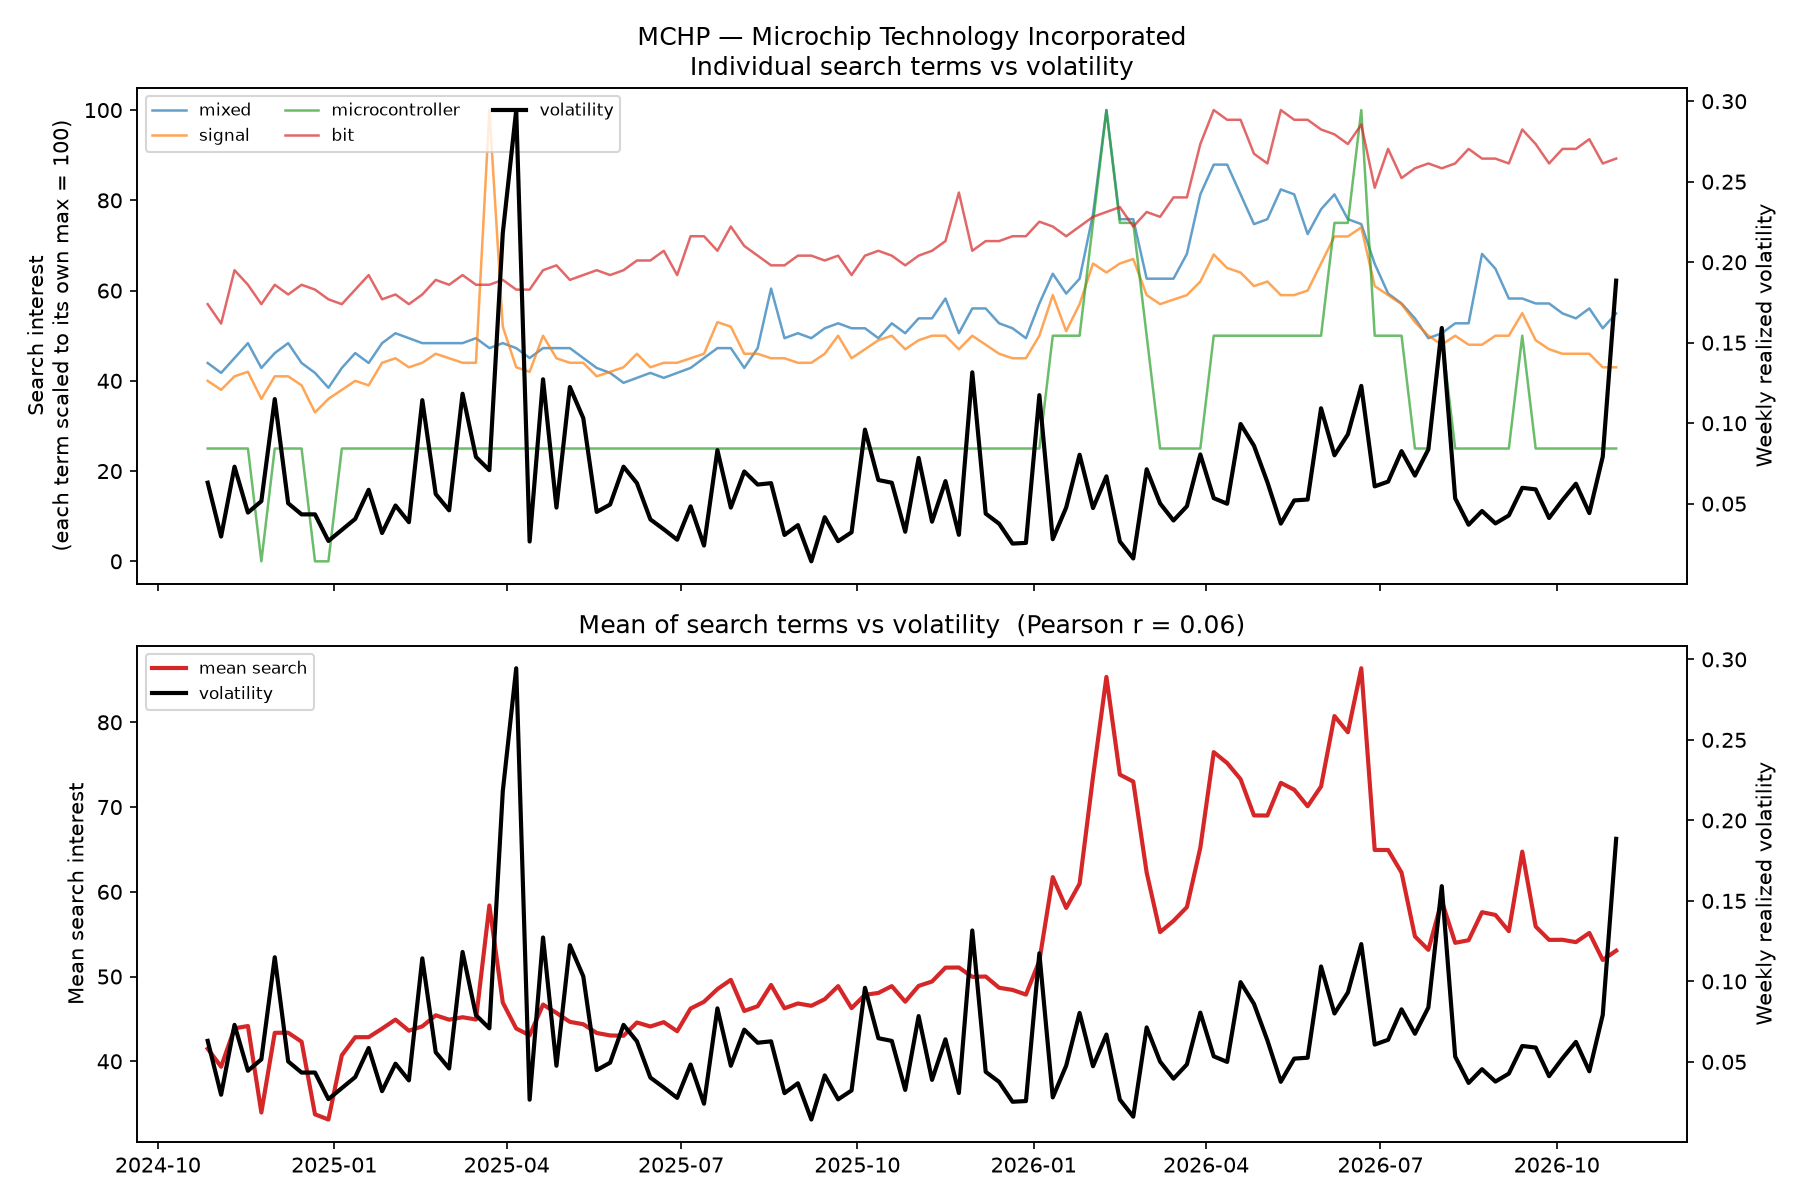 MCHP — Microchip Technology Incorporated
Individual search terms vs volatility
mixed
signal
microcontroller
bit
volatility
Search interest
(each term scaled to its own max = 100)
100
80
60
40
20
0
0.30
0.25
0.20
0.15
0.10
0.05
Weekly realized volatility
Mean of search terms vs volatility (Pearson r = 0.06)
mean search
volatility
Mean search interest
80
70
60
50
40
0.30
0.25
0.20
0.15
0.10
0.05
Weekly realized volatility
2024-10
2025-01
2025-04
2025-07
2025-10
2026-01
2026-04
2026-07
2026-10